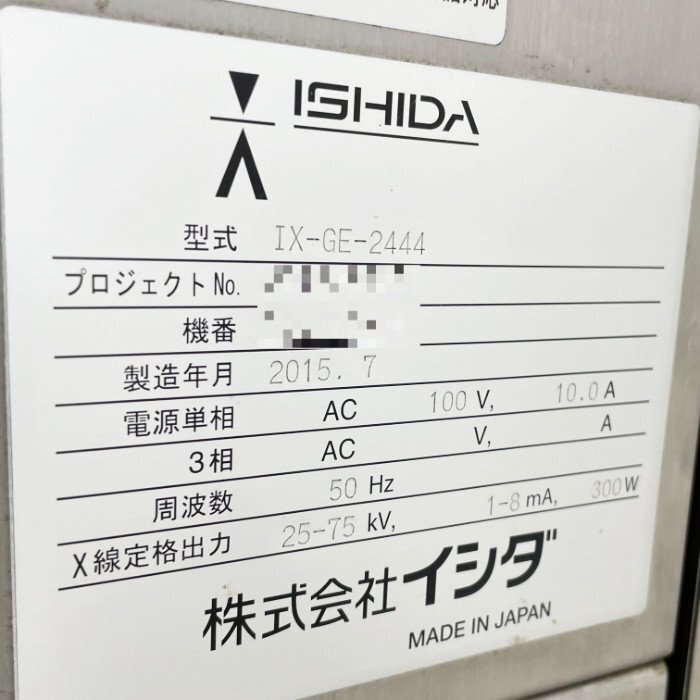 ISHIDA
型式 IX-GE-2444
プロジェクトNo.
機番
製造年月 2015. 7
電源単相 AC 100 V, 10.0 A
3相 AC V, A
周波数 50 Hz
X線定格出力 25-75 kV, 1-8 mA, 300W
株式会社イシダ
MADE IN JAPAN